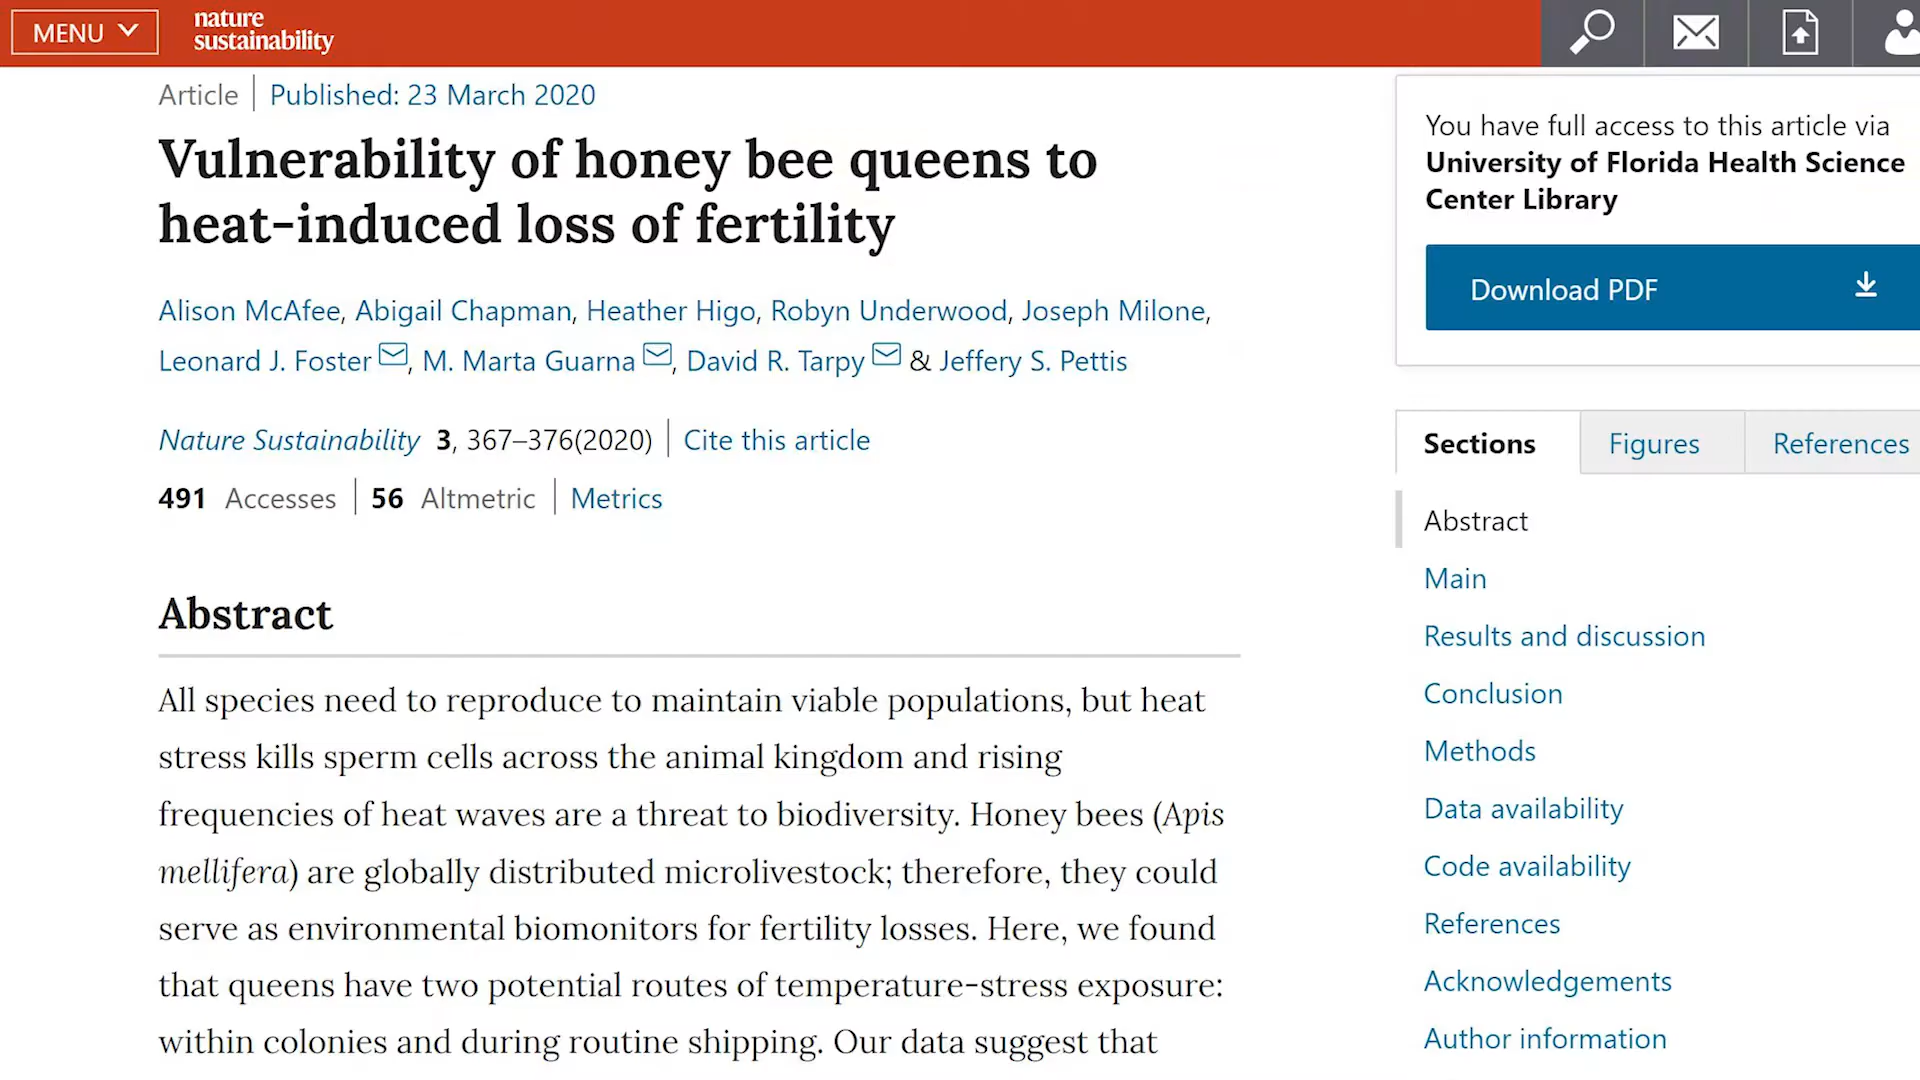 MENU
nature
sustainability
Article
Published: 23 March 2020
Vulnerability of honey bee queens to
heat-induced loss of fertility
Alison McAfee, Abigail Chapman, Heather Higo, Robyn Underwood, Joseph Milone,
Leonard J. Foster, M. Marta Guarna, David R. Tarpy & Jeffery S. Pettis
Nature Sustainability 3, 367–376(2020)
Cite this article
491 Accesses
56 Altmetric
Metrics
Abstract
All species need to reproduce to maintain viable populations, but heat
stress kills sperm cells across the animal kingdom and rising
frequencies of heat waves are a threat to biodiversity. Honey bees (Apis
mellifera) are globally distributed microlivestock; therefore, they could
serve as environmental biomonitors for fertility losses. Here, we found
that queens have two potential routes of temperature-stress exposure:
within colonies and during routine shipping. Our data suggest that
You have full access to this article via
University of Florida Health Science
Center Library
Download PDF
Sections
Figures
References
Abstract
Main
Results and discussion
Conclusion
Methods
Data availability
Code availability
References
Acknowledgements
Author information